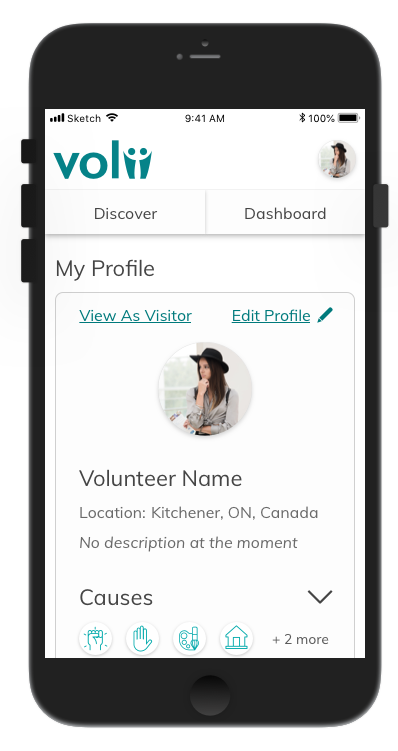 Sketch 9:41 AM 100%
volii
Discover Dashboard
My Profile
View As Visitor Edit Profile
Volunteer Name
Location: Kitchener, ON, Canada
No description at the moment
Causes
+ 2 more